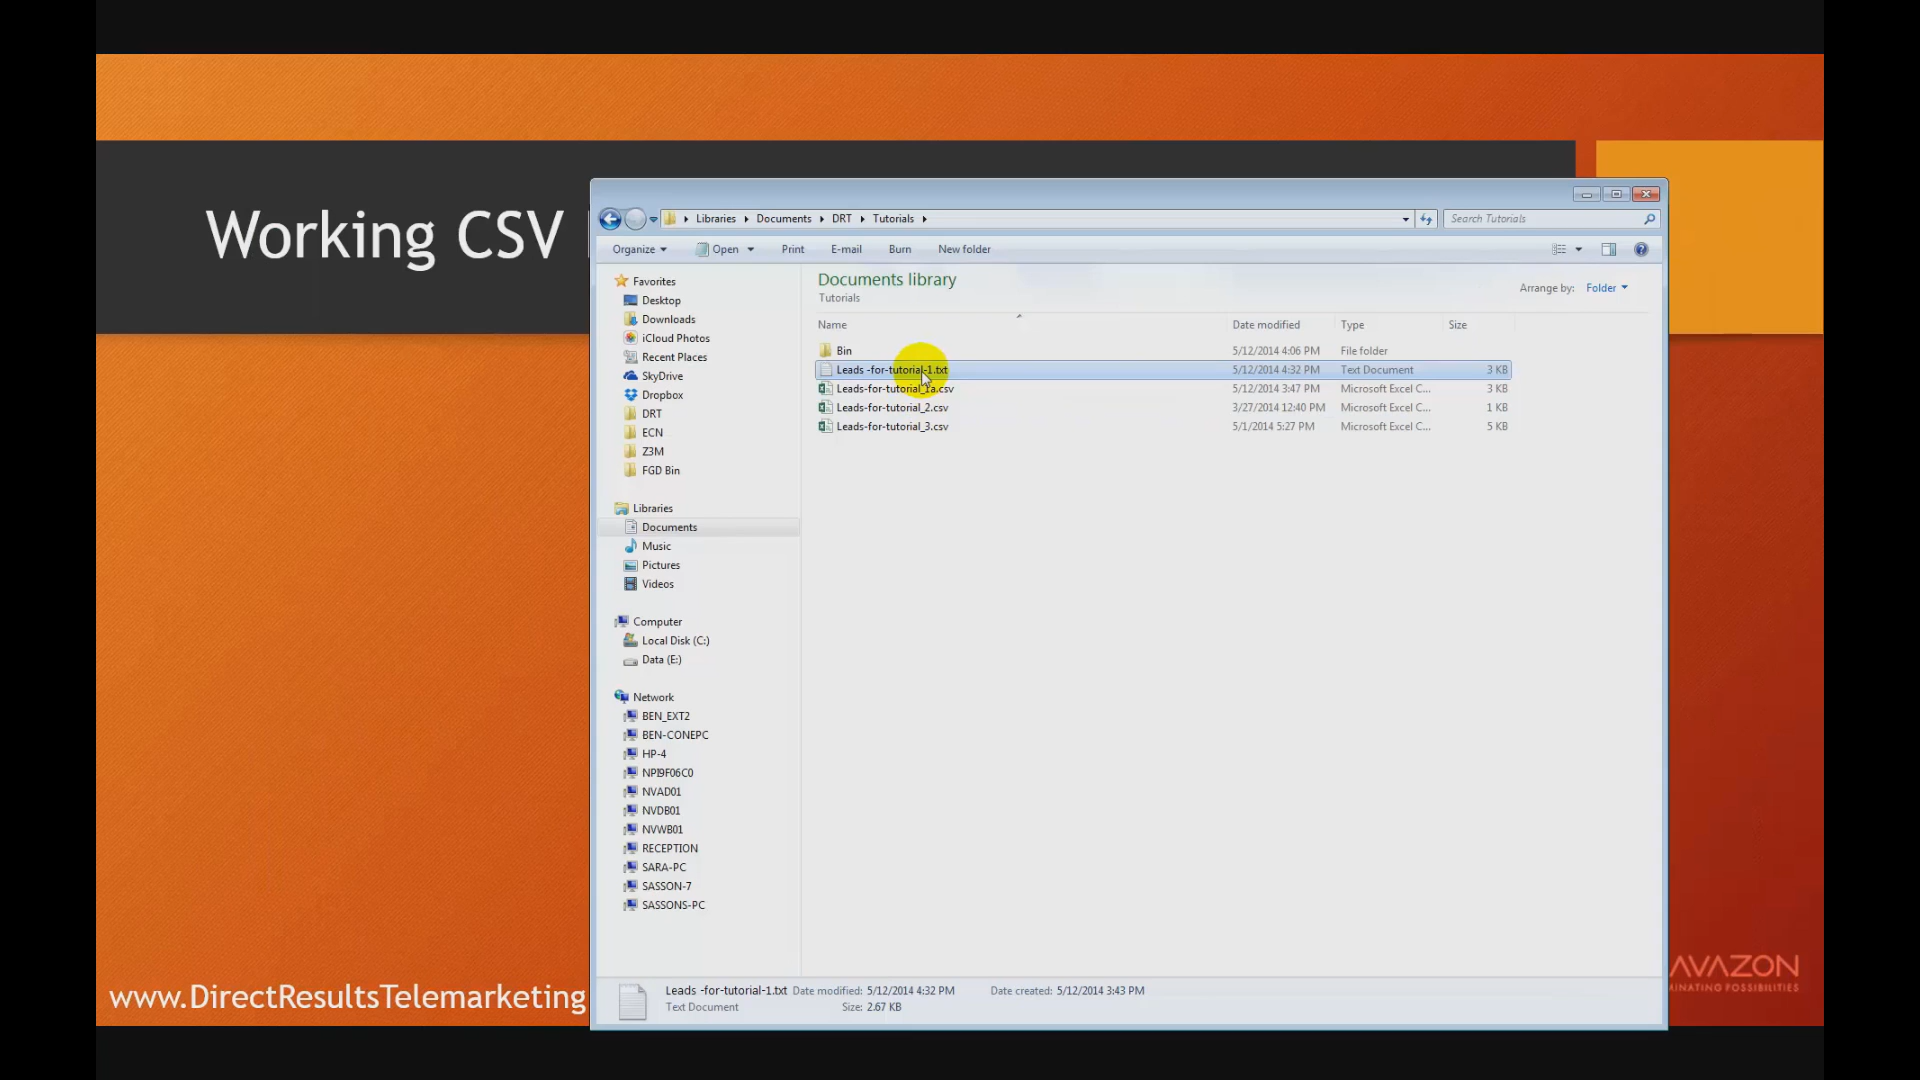 Working CSV
Libraries Documents DRT Tutorials
Search Tutorials
Organize Open Print E-mail Burn New folder
Favorites
Desktop
Downloads
iCloud Photos
Recent Places
SkyDrive
Dropbox
DRT
ECN
Z3M
FGD Bin
Libraries
Documents
Music
Pictures
Videos
Computer
Local Disk (C:)
Data (E:)
Network
BEN_EXT2
BEN-CONEPC
HP-4
NPI9F06C0
NVAD01
NVDB01
NVWB01
RECEPTION
SARA-PC
SASSON-7
SASSONS-PC
Documents library
Tutorials
Arrange by: Folder
Name Date modified Type Size
Bin 5/12/2014 4:06 PM File folder
Leads -for-tutorial-1.txt 5/12/2014 4:32 PM Text Document 3 KB
Leads-for-tutorial_1a.csv 5/12/2014 3:47 PM Microsoft Excel C... 3 KB
Leads-for-tutorial_2.csv 3/27/2014 12:40 PM Microsoft Excel C... 1 KB
Leads-for-tutorial_3.csv 5/1/2014 5:27 PM Microsoft Excel C... 5 KB
Leads -for-tutorial-1.txt Date modified: 5/12/2014 4:32 PM Date created: 5/12/2014 3:43 PM
Text Document Size: 2.67 KB
www.DirectResultsTelemarketing
AVAZON
MINATING POSSIBILITIES